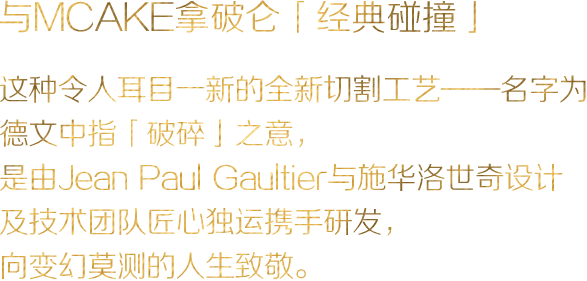 与MCAKE拿破仑「经典碰撞」
这种令人耳目一新的全新切割工艺——名字为
德文中指「破碎」之意，
是由Jean Paul Gaultier与施华洛世奇设计
及技术团队匠心独运携手研发，
向变幻莫测的人生致敬。